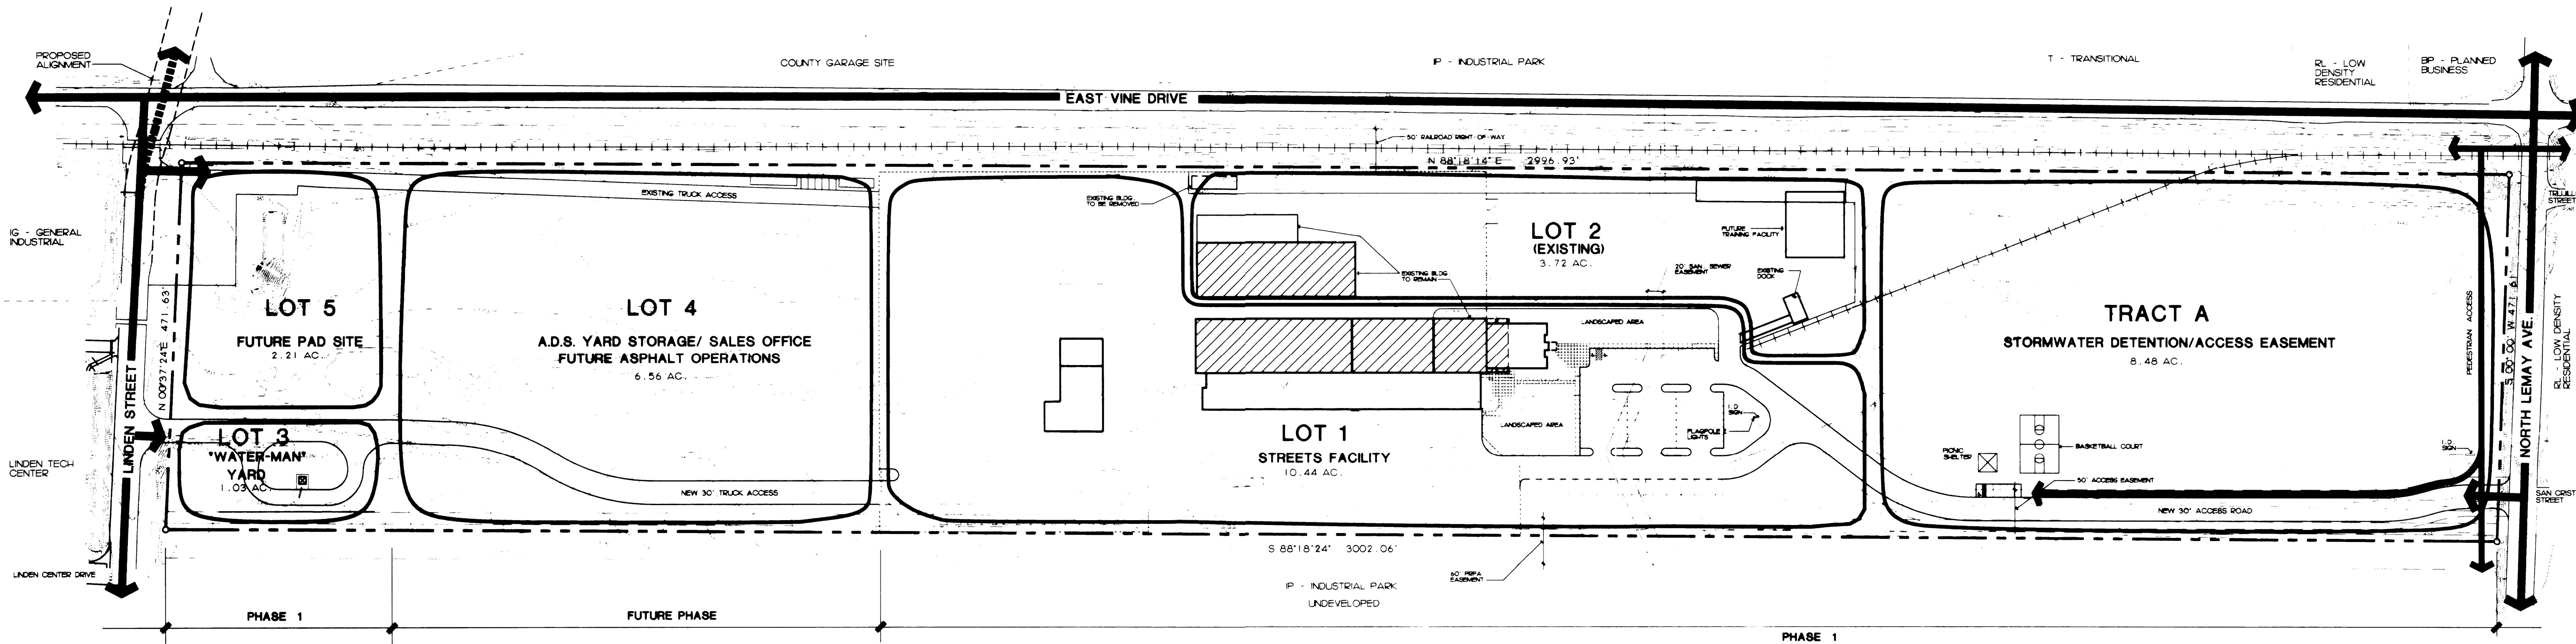 PROPOSED
ALIGNMENT
COUNTY GARAGE SITE
IP - INDUSTRIAL PARK
T - TRANSITIONAL
RL - LOW
DENSITY
RESIDENTIAL
BP - PLANNED
BUSINESS
EAST VINE DRIVE
50' RAILROAD RIGHT-OF-WAY
N 88°18'14" E 2996.93'
EXISTING TRUCK ACCESS
EXISTING BLDG
TO BE REMOVED
IG - GENERAL
INDUSTRIAL
LINDEN STREET
N 00°37'24"E 471.63'
LOT 5
FUTURE PAD SITE
2.21 AC.
LOT 4
A.D.S. YARD STORAGE/ SALES OFFICE
FUTURE ASPHALT OPERATIONS
6.56 AC.
LOT 2
(EXISTING)
3.72 AC.
FUTURE
TRAINING FACILITY
EXISTING BLDG
TO REMAIN
20' SAN SEWER
EASEMENT
EXISTING
DOCK
LANDSCAPED AREA
TRACT A
STORMWATER DETENTION/ACCESS EASEMENT
8.48 AC.
PEDESTRIAN ACCESS
NORTH LEMAY AVE.
STREET
RL - LOW DENSITY
RESIDENTIAL
LOT 3
"WATER-MAN"
YARD
1.03 AC.
LINDEN TECH
CENTER
NEW 30' TRUCK ACCESS
LOT 1
STREETS FACILITY
10.44 AC.
LANDSCAPED AREA
FLAGPOLE
LIGHTS
I.D.
SIGN
PICNIC
SHELTER
BASKETBALL COURT
I.D.
SIGN
50' ACCESS EASEMENT
NEW 30' ACCESS ROAD
SAN CRIST
STREET
LINDEN CENTER DRIVE
S 88°18'24" 3002.06'
60' PRPA
EASEMENT
IP - INDUSTRIAL PARK
UNDEVELOPED
PHASE 1
FUTURE PHASE
PHASE 1